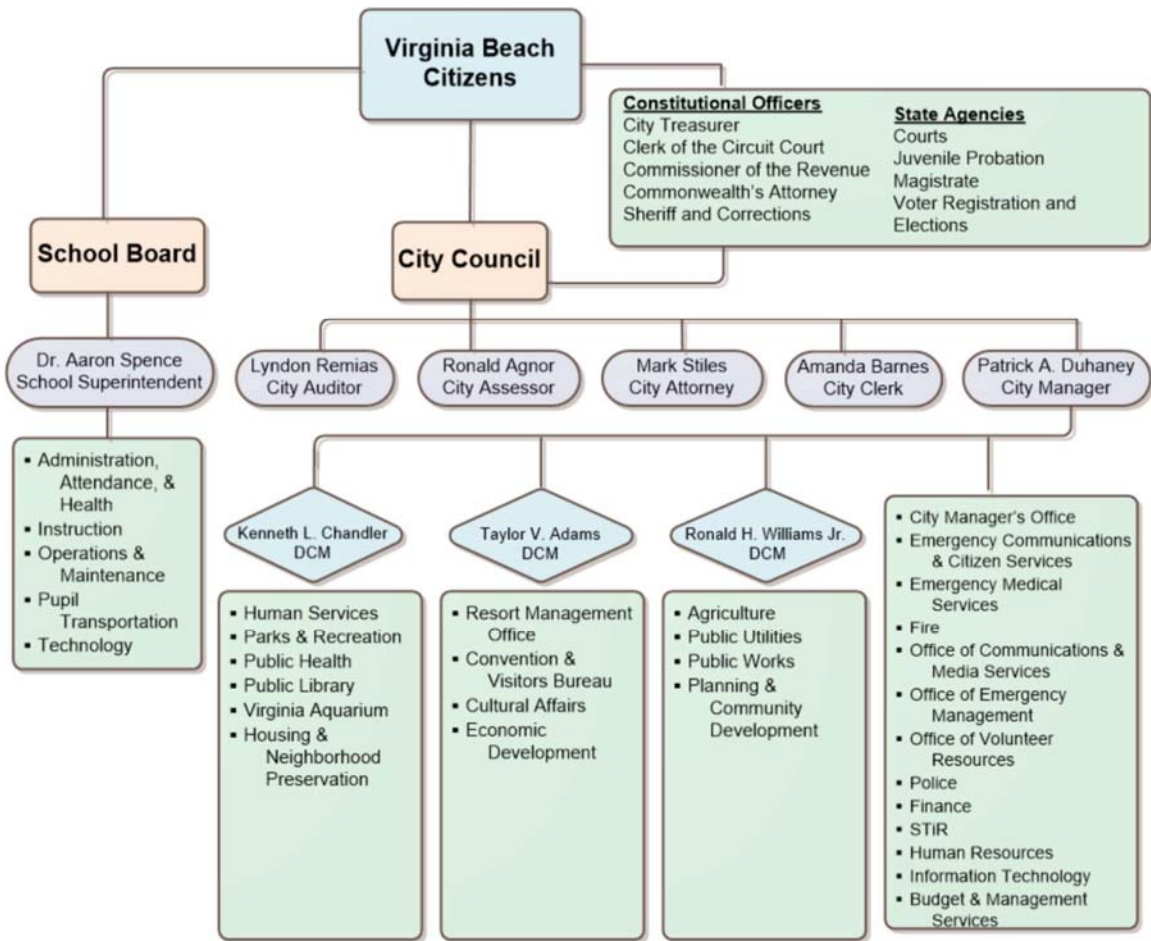 Virginia Beach
Citizens
Constitutional Officers
City Treasurer
Clerk of the Circuit Court
Commissioner of the Revenue
Commonwealth's Attorney
Sheriff and Corrections
State Agencies
Courts
Juvenile Probation
Magistrate
Voter Registration and
Elections
School Board
City Council
Dr. Aaron Spence
School Superintendent
Lyndon Remias
City Auditor
Ronald Agnor
City Assessor
Mark Stiles
City Attorney
Amanda Barnes
City Clerk
Patrick A. Duhaney
City Manager
▪ Administration,
Attendance, &
Health
▪ Instruction
▪ Operations &
Maintenance
▪ Pupil
Transportation
▪ Technology
Kenneth L. Chandler
DCM
▪ Human Services
▪ Parks & Recreation
▪ Public Health
▪ Public Library
▪ Virginia Aquarium
▪ Housing &
Neighborhood
Preservation
Taylor V. Adams
DCM
▪ Resort Management
Office
▪ Convention &
Visitors Bureau
▪ Cultural Affairs
▪ Economic
Development
Ronald H. Williams Jr.
DCM
▪ Agriculture
▪ Public Utilities
▪ Public Works
▪ Planning &
Community
Development
▪ City Manager's Office
▪ Emergency Communications
& Citizen Services
▪ Emergency Medical
Services
▪ Fire
▪ Office of Communications &
Media Services
▪ Office of Emergency
Management
▪ Office of Volunteer
Resources
▪ Police
▪ Finance
▪ STiR
▪ Human Resources
▪ Information Technology
▪ Budget & Management
Services